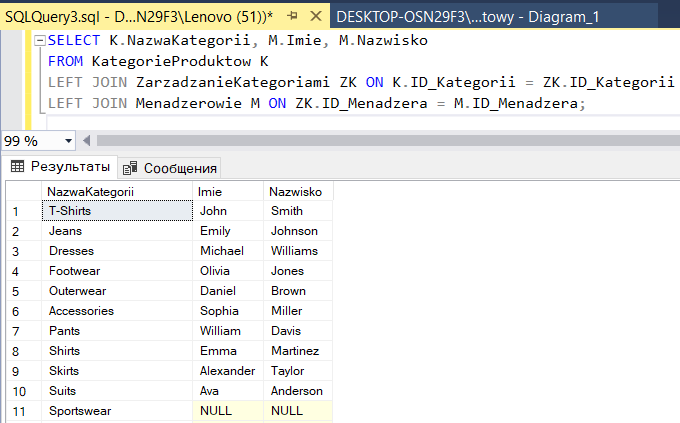 SQLQuery3.sql - D...N29F3\Lenovo (51))* DESKTOP-OSN29F3\...towy - Diagram_1
SELECT K.NazwaKategorii, M.Imie, M.Nazwisko
FROM KategorieProduktow K
LEFT JOIN ZarzadzanieKategoriami ZK ON K.ID_Kategorii = ZK.ID_Kategorii
LEFT JOIN Menadzerowie M ON ZK.ID_Menadzera = M.ID_Menadzera;
99 %
Результаты Сообщения
NazwaKategorii Imie Nazwisko
1 T-Shirts John Smith
2 Jeans Emily Johnson
3 Dresses Michael Williams
4 Footwear Olivia Jones
5 Outerwear Daniel Brown
6 Accessories Sophia Miller
7 Pants William Davis
8 Shirts Emma Martinez
9 Skirts Alexander Taylor
10 Suits Ava Anderson
11 Sportswear NULL NULL